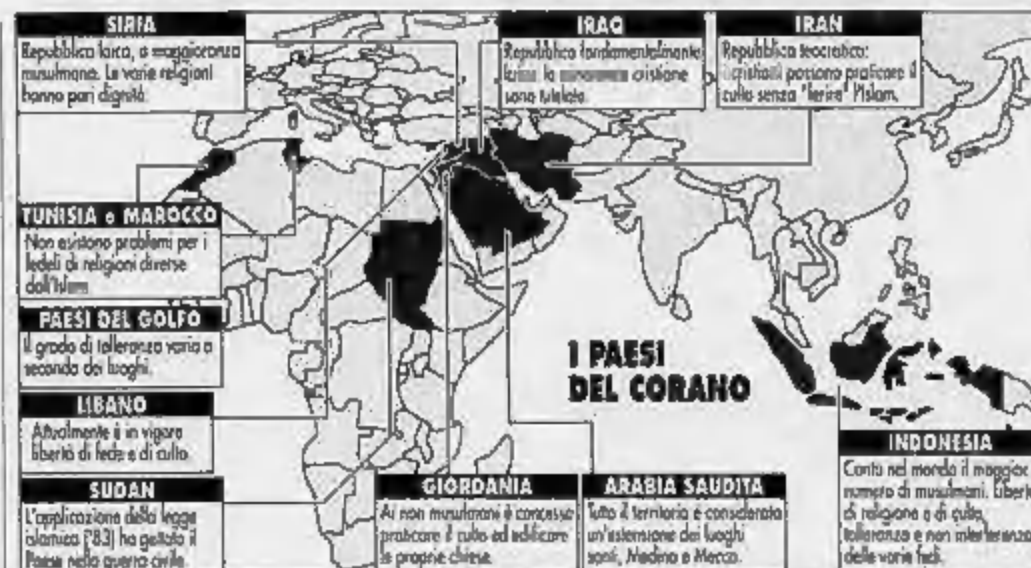 SIRIA
Repubblica laica, a maggioranza
musulmana. Le varie religioni
hanno pari dignità.
IRAQ
Repubblica fondamentalmente
laica: le cristiane
sono tutelate.
IRAN
Repubblica teocratica:
i cristiani possono praticare il
culto senza "ferire" l'Islam.
TUNISIA e MAROCCO
Non esistono problemi per i
fedeli di religioni diverse
dall'Islam.
PAESI DEL GOLFO
Il grado di tolleranza varia a
seconda dei luoghi.
LIBANO
Attualmente è in vigore
libertà di fede e di culto.
SUDAN
L'applicazione della legge
islamica ('83) ha gettato il
Paese nella guerra civile.
I PAESI
DEL CORANO
GIORDANIA
Ai non musulmani è concesso
praticare il culto ed edificare
le proprie chiese.
ARABIA SAUDITA
Tutto il territorio è considerato
un'estensione dei luoghi
santi, Medina e Mecca.
INDONESIA
Conta nel mondo il maggior
numero di musulmani. Libertà
di religione e di culto,
tolleranza e non interferenza
delle varie fedi.